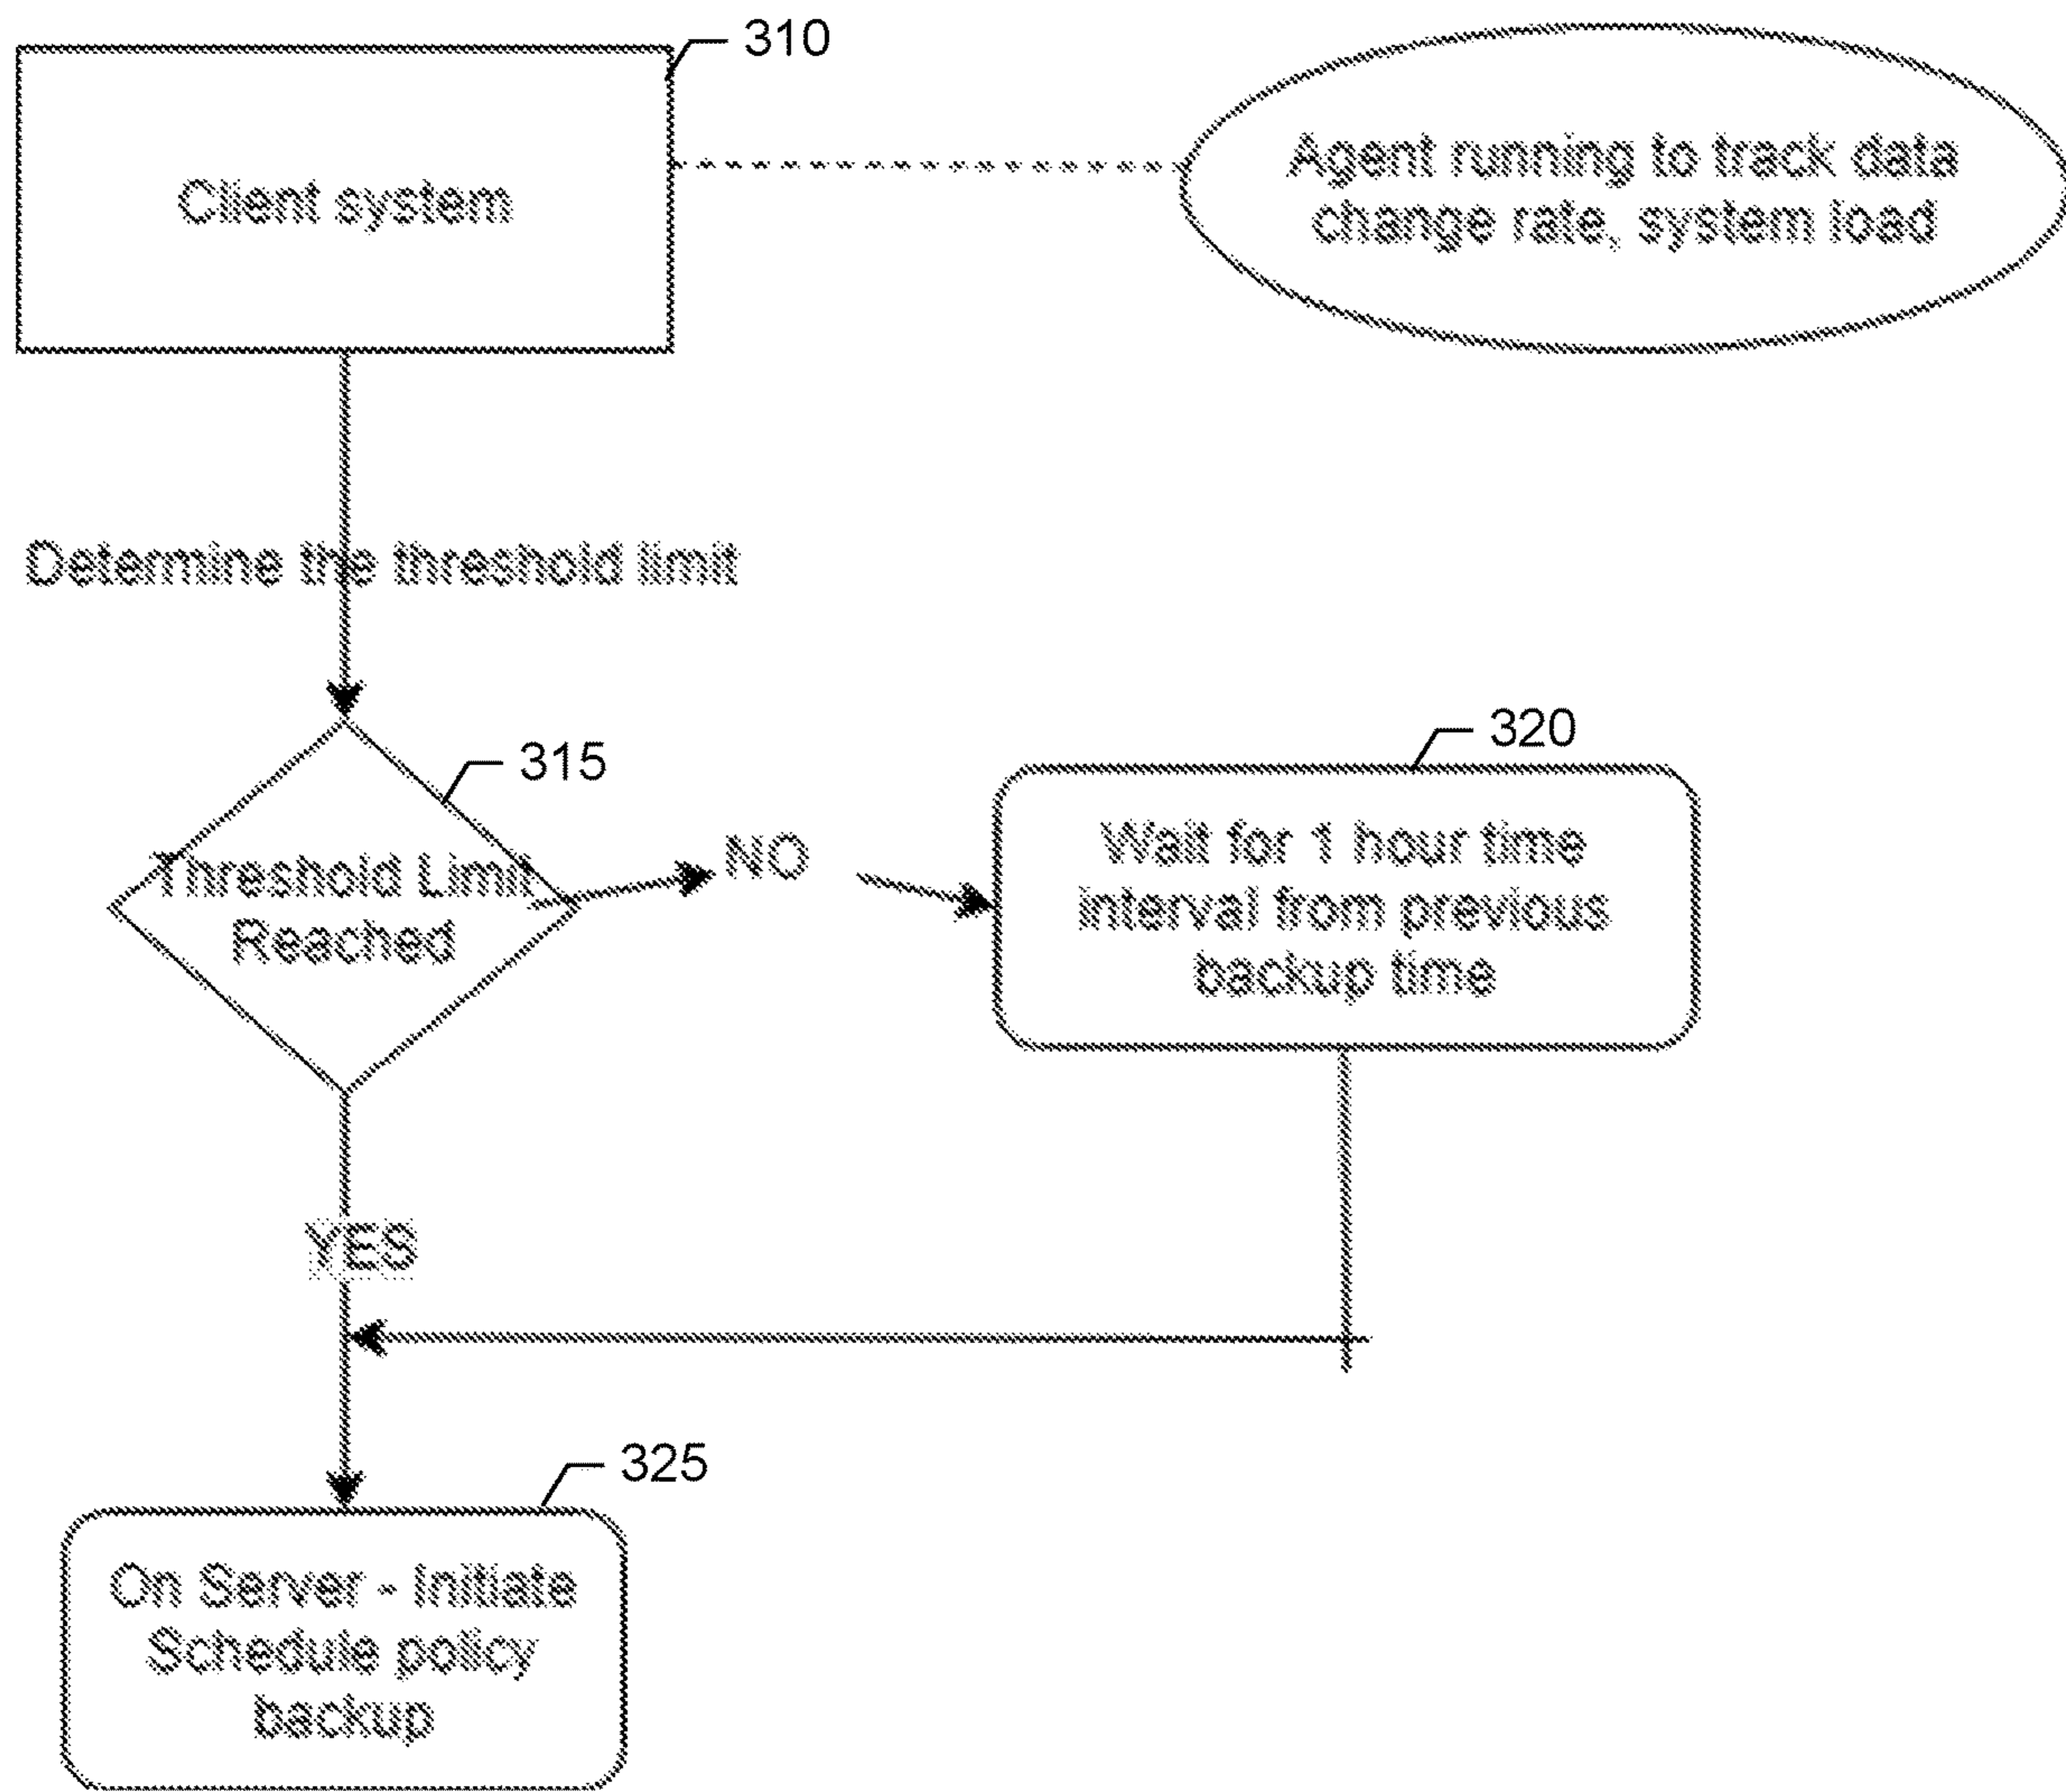 310
Client system
Agent running to track data
change rate, system load
Determine the threshold limit
315
Threshold Limit
Reached
NO
320
Wait for 1 hour time
interval from previous
backup time
YES
325
On Server - Initiate
Schedule policy
backup